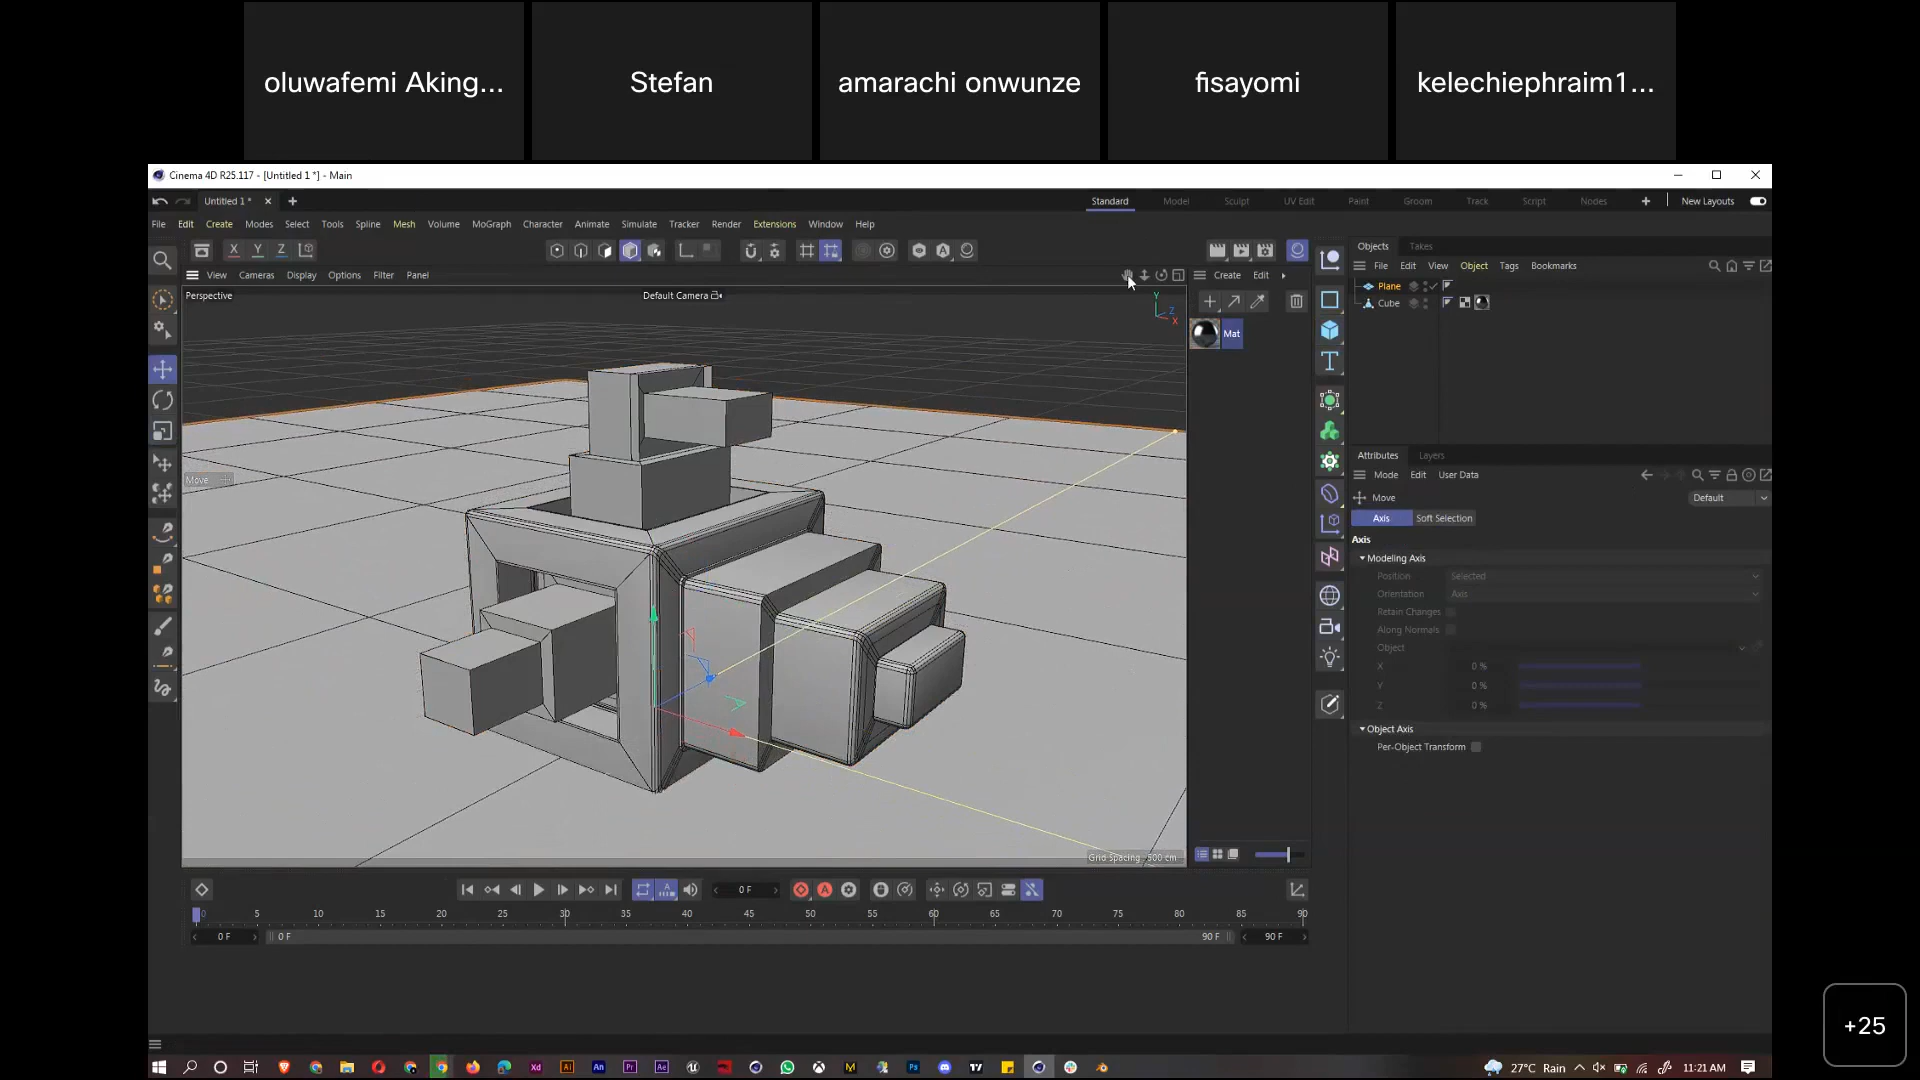 oluwafemi Aking...
Stefan
amarachi onwunze
fisayomi
kelechiephraim1...
Cinema 4D R25.117 - [Untitled 1 *] - Main
Untitled 1 *
Standard
Model
Sculpt
UV Edit
Paint
Groom
Track
Script
Nodes
New Layouts
File Edit Create Modes Select Tools Spline Mesh Volume MoGraph Character Animate Simulate Tracker Render Extensions Window Help
X Y Z
View Cameras Display Options Filter Panel
Create Edit
Perspective
Default Camera
Y
Z
X
Mat
Move
Grid Spacing : 500 cm
Objects Takes
File Edit View Object Tags Bookmarks
Plane
Cube
Attributes Layers
Mode Edit User Data
Move
Default
Axis Soft Selection
Axis
Modeling Axis
Position Selected
Orientation Axis
Retain Changes
Along Normals
Object
X 0 %
Y 0 %
Z 0 %
Object Axis
Per-Object Transform
0 F
0 5 10 15 20 25 30 35 40 45 50 55 60 65 70 75 80 85 90
0 F 0 F 90 F 90 F
+25
Xd Ai An Pr Ae M Ps
27°C Rain 11:21 AM